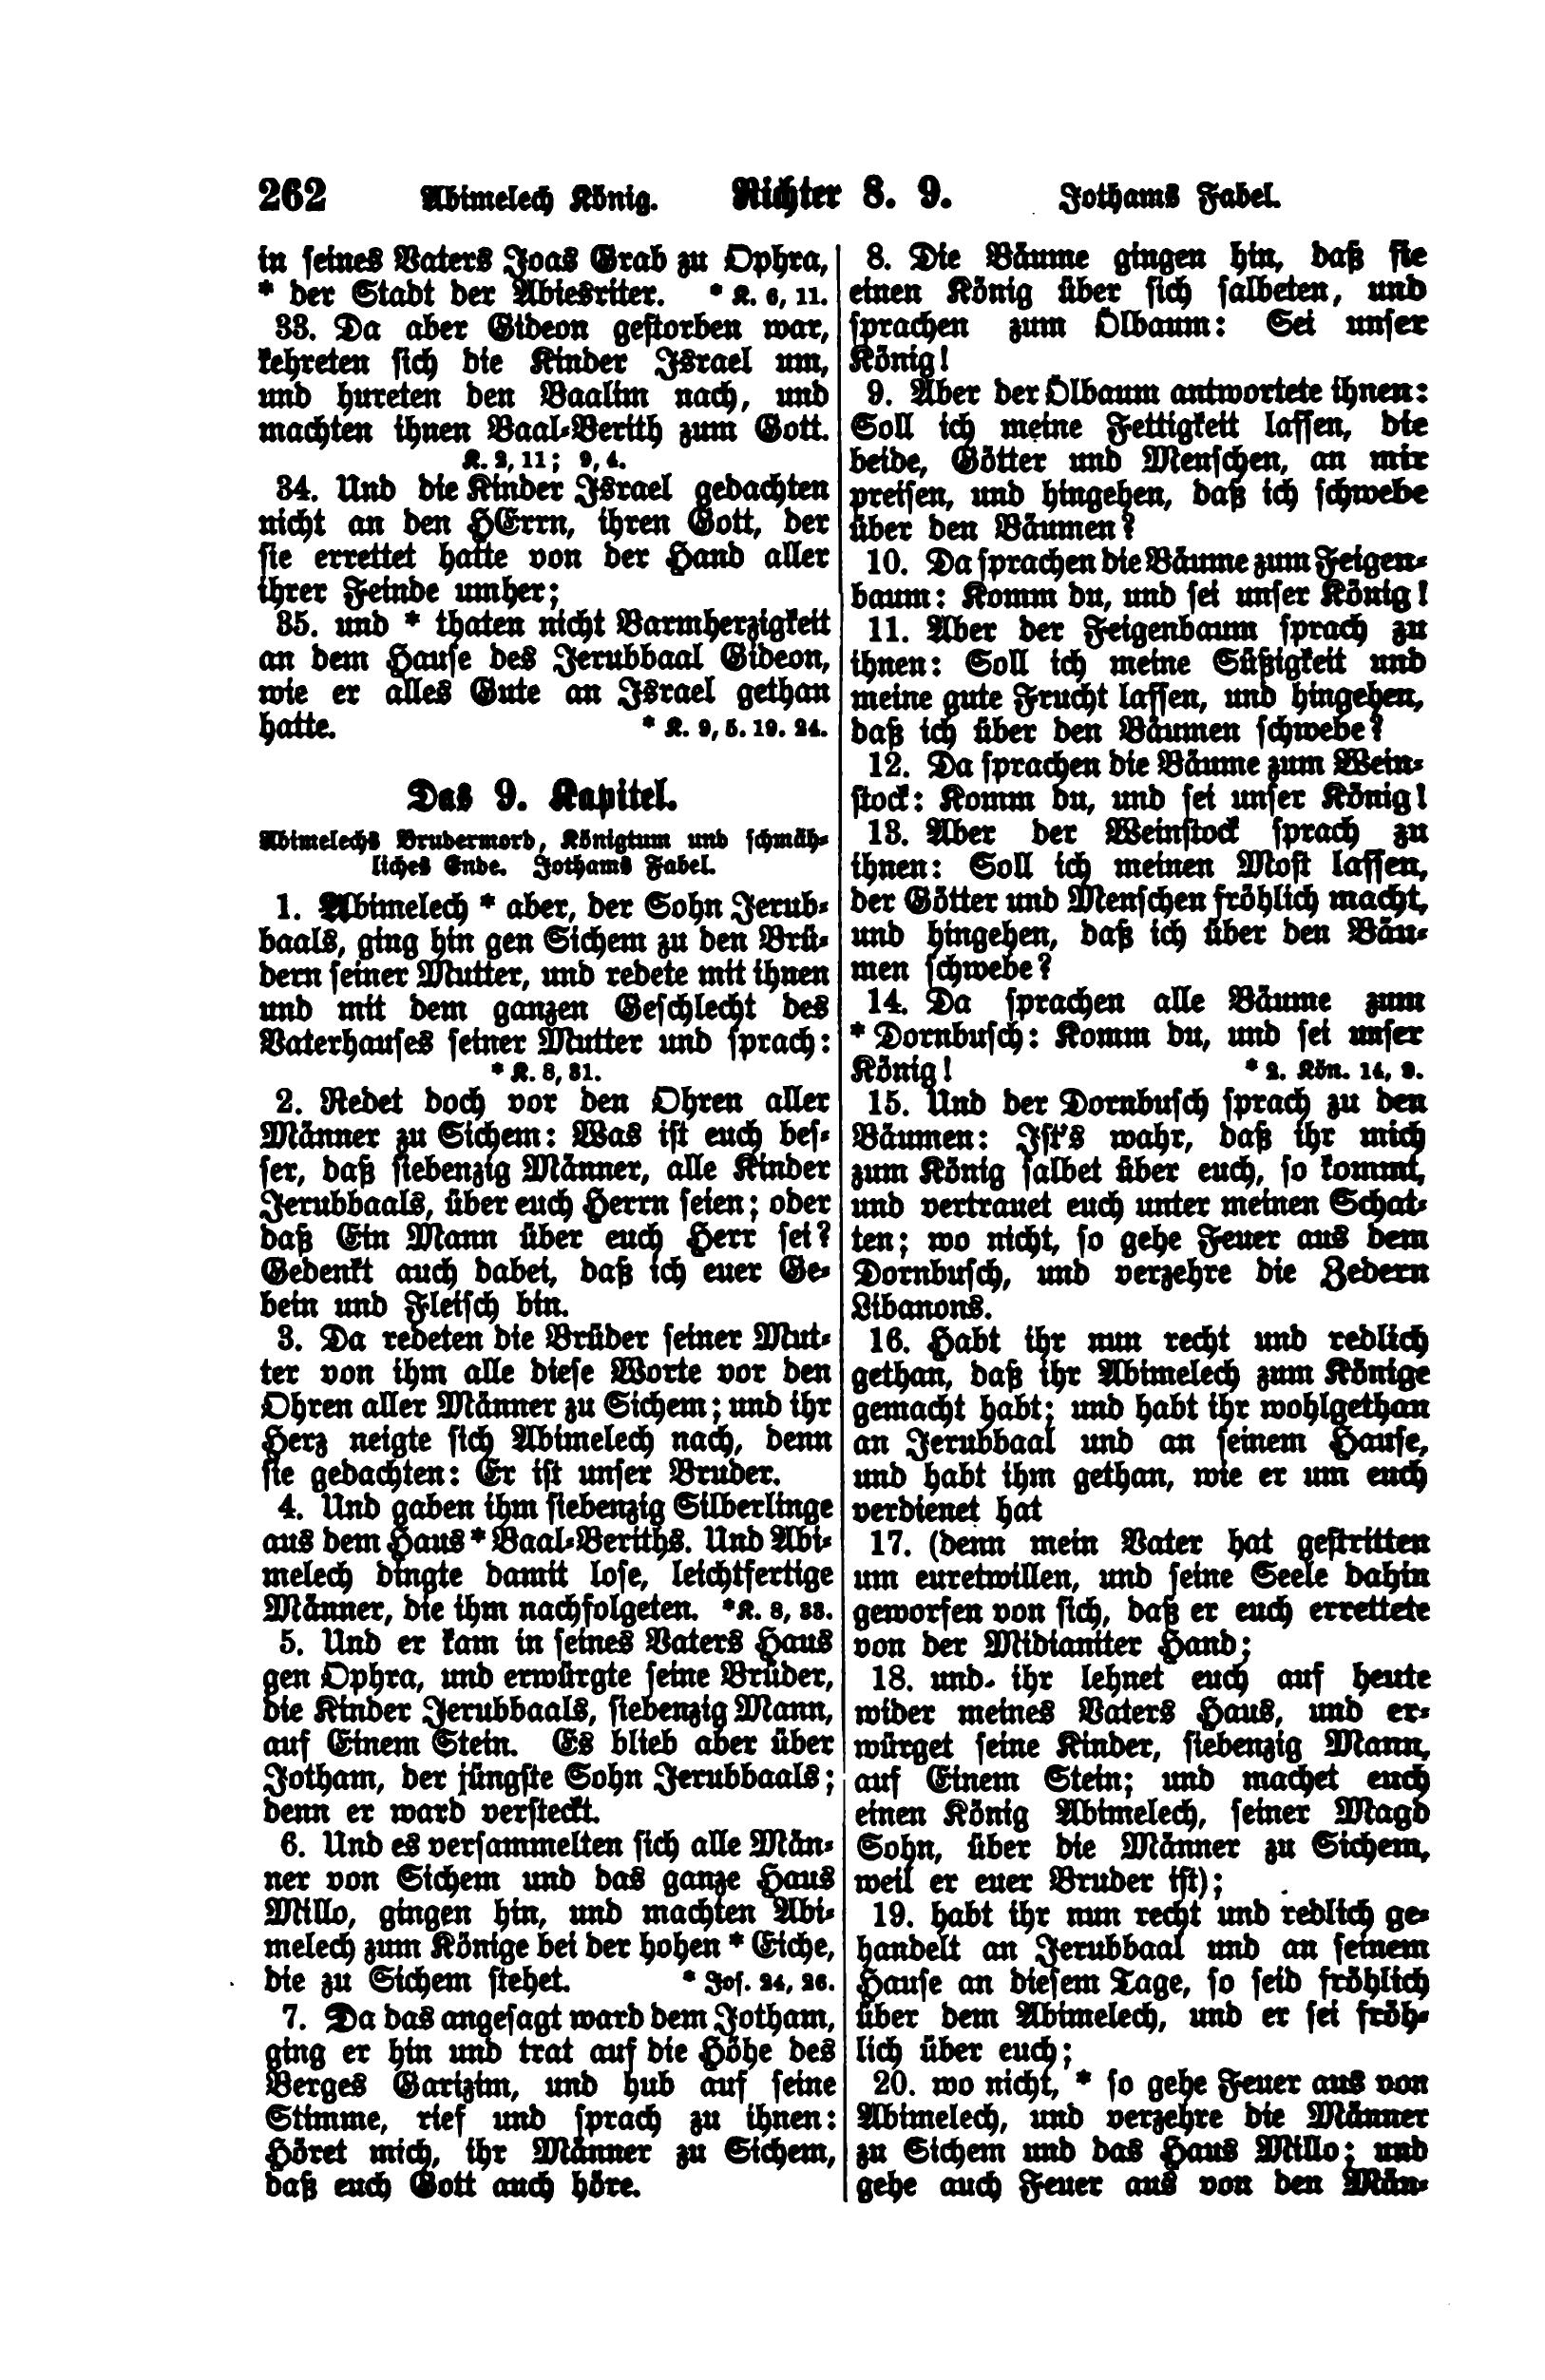 262 Abimelech König. Richter 8. 9. Jothams Fabel.
in seines Vaters Joas Grab zu Ophra,
* der Stadt der Abiesriter. * K. 6, 11.
33. Da aber Gideon gestorben war,
kehreten sich die Kinder Israel um,
und hureten den Baalim nach, und
machten ihnen Baal-Berith zum Gott.
K. 2, 11; 9, 4.
34. Und die Kinder Israel gedachten
nicht an den HErrn, ihren Gott, der
sie errettet hatte von der Hand aller
ihrer Feinde umher;
35. und * thaten nicht Barmherzigkeit
an dem Hause des Jerubbaal Gideon,
wie er alles Gute an Israel gethan
hatte. * K. 9, 5. 19. 24.
Das 9. Kapitel.
Abimelechs Brudermord, Königtum und schmäh-
liches Ende. Jothams Fabel.
1. Abimelech * aber, der Sohn Jerub-
baals, ging hin gen Sichem zu den Brü-
dern seiner Mutter, und redete mit ihnen
und mit dem ganzen Geschlecht des
Vaterhauses seiner Mutter und sprach:
* K. 8, 31.
2. Redet doch vor den Ohren aller
Männer zu Sichem: Was ist euch bes-
ser, daß siebenzig Männer, alle Kinder
Jerubbaals, über euch Herrn seien; oder
daß Ein Mann über euch Herr sei?
Gedenkt auch dabei, daß ich euer Ge-
bein und Fleisch bin.
3. Da redeten die Brüder seiner Mut-
ter von ihm alle diese Worte vor den
Ohren aller Männer zu Sichem; und ihr
Herz neigte sich Abimelech nach, denn
sie gedachten: Er ist unser Bruder.
4. Und gaben ihm siebenzig Silberlinge
aus dem Haus * Baal-Beriths. Und Abi-
melech dingte damit lose, leichtfertige
Männer, die ihm nachfolgeten. * K. 8, 33.
5. Und er kam in seines Vaters Haus
gen Ophra, und erwürgte seine Brüder,
die Kinder Jerubbaals, siebenzig Mann,
auf Einem Stein. Es blieb aber über
Jotham, der jüngste Sohn Jerubbaals;
denn er ward versteckt.
6. Und es versammelten sich alle Män-
ner von Sichem und das ganze Haus
Millo, gingen hin, und machten Abi-
melech zum Könige bei der hohen * Eiche,
die zu Sichem stehet. * Jos. 24, 26.
7. Da das angesagt ward dem Jotham,
ging er hin und trat auf die Höhe des
Berges Garizim, und hub auf seine
Stimme, rief und sprach zu ihnen:
Höret mich, ihr Männer zu Sichem,
daß euch Gott auch höre.
8. Die Bäume gingen hin, daß sie
einen König über sich salbeten, und
sprachen zum Ölbaum: Sei unser
König!
9. Aber der Ölbaum antwortete ihnen:
Soll ich meine Fettigkeit lassen, die
beide, Götter und Menschen, an mir
preisen, und hingehen, daß ich schwebe
über den Bäumen?
10. Da sprachen die Bäume zum Feigen-
baum: Komm du, und sei unser König!
11. Aber der Feigenbaum sprach zu
ihnen: Soll ich meine Süßigkeit und
meine gute Frucht lassen, und hingehen,
daß ich über den Bäumen schwebe?
12. Da sprachen die Bäume zum Wein-
stock: Komm du, und sei unser König!
13. Aber der Weinstock sprach zu
ihnen: Soll ich meinen Most lassen,
der Götter und Menschen fröhlich macht,
und hingehen, daß ich über den Bäu-
men schwebe?
14. Da sprachen alle Bäume zum
* Dornbusch: Komm du, und sei unser
König! * 2. Kön. 14, 9.
15. Und der Dornbusch sprach zu den
Bäumen: Ist's wahr, daß ihr mich
zum König salbet über euch, so kommt,
und vertrauet euch unter meinen Schat-
ten; wo nicht, so gehe Feuer aus dem
Dornbusch, und verzehre die Zedern
Libanons.
16. Habt ihr nun recht und redlich
gethan, daß ihr Abimelech zum Könige
gemacht habt; und habt ihr wohlgethan
an Jerubbaal und an seinem Hause,
und habt ihm gethan, wie er um euch
verdienet hat
17. (denn mein Vater hat gestritten
um euretwillen, und seine Seele dahin
geworfen von sich, daß er euch errettete
von der Midianiter Hand;
18. und ihr lehnet euch auf heute
wider meines Vaters Haus, und er-
würget seine Kinder, siebenzig Mann,
auf Einem Stein; und machet euch
einen König Abimelech, seiner Magd
Sohn, über die Männer zu Sichem,
weil er euer Bruder ist);
19. habt ihr nun recht und redlich ge-
handelt an Jerubbaal und an seinem
Hause an diesem Tage, so seid fröhlich
über dem Abimelech, und er sei fröh-
lich über euch;
20. wo nicht, * so gehe Feuer aus von
Abimelech, und verzehre die Männer
zu Sichem und das Haus Millo; und
gehe auch Feuer aus von den Män-